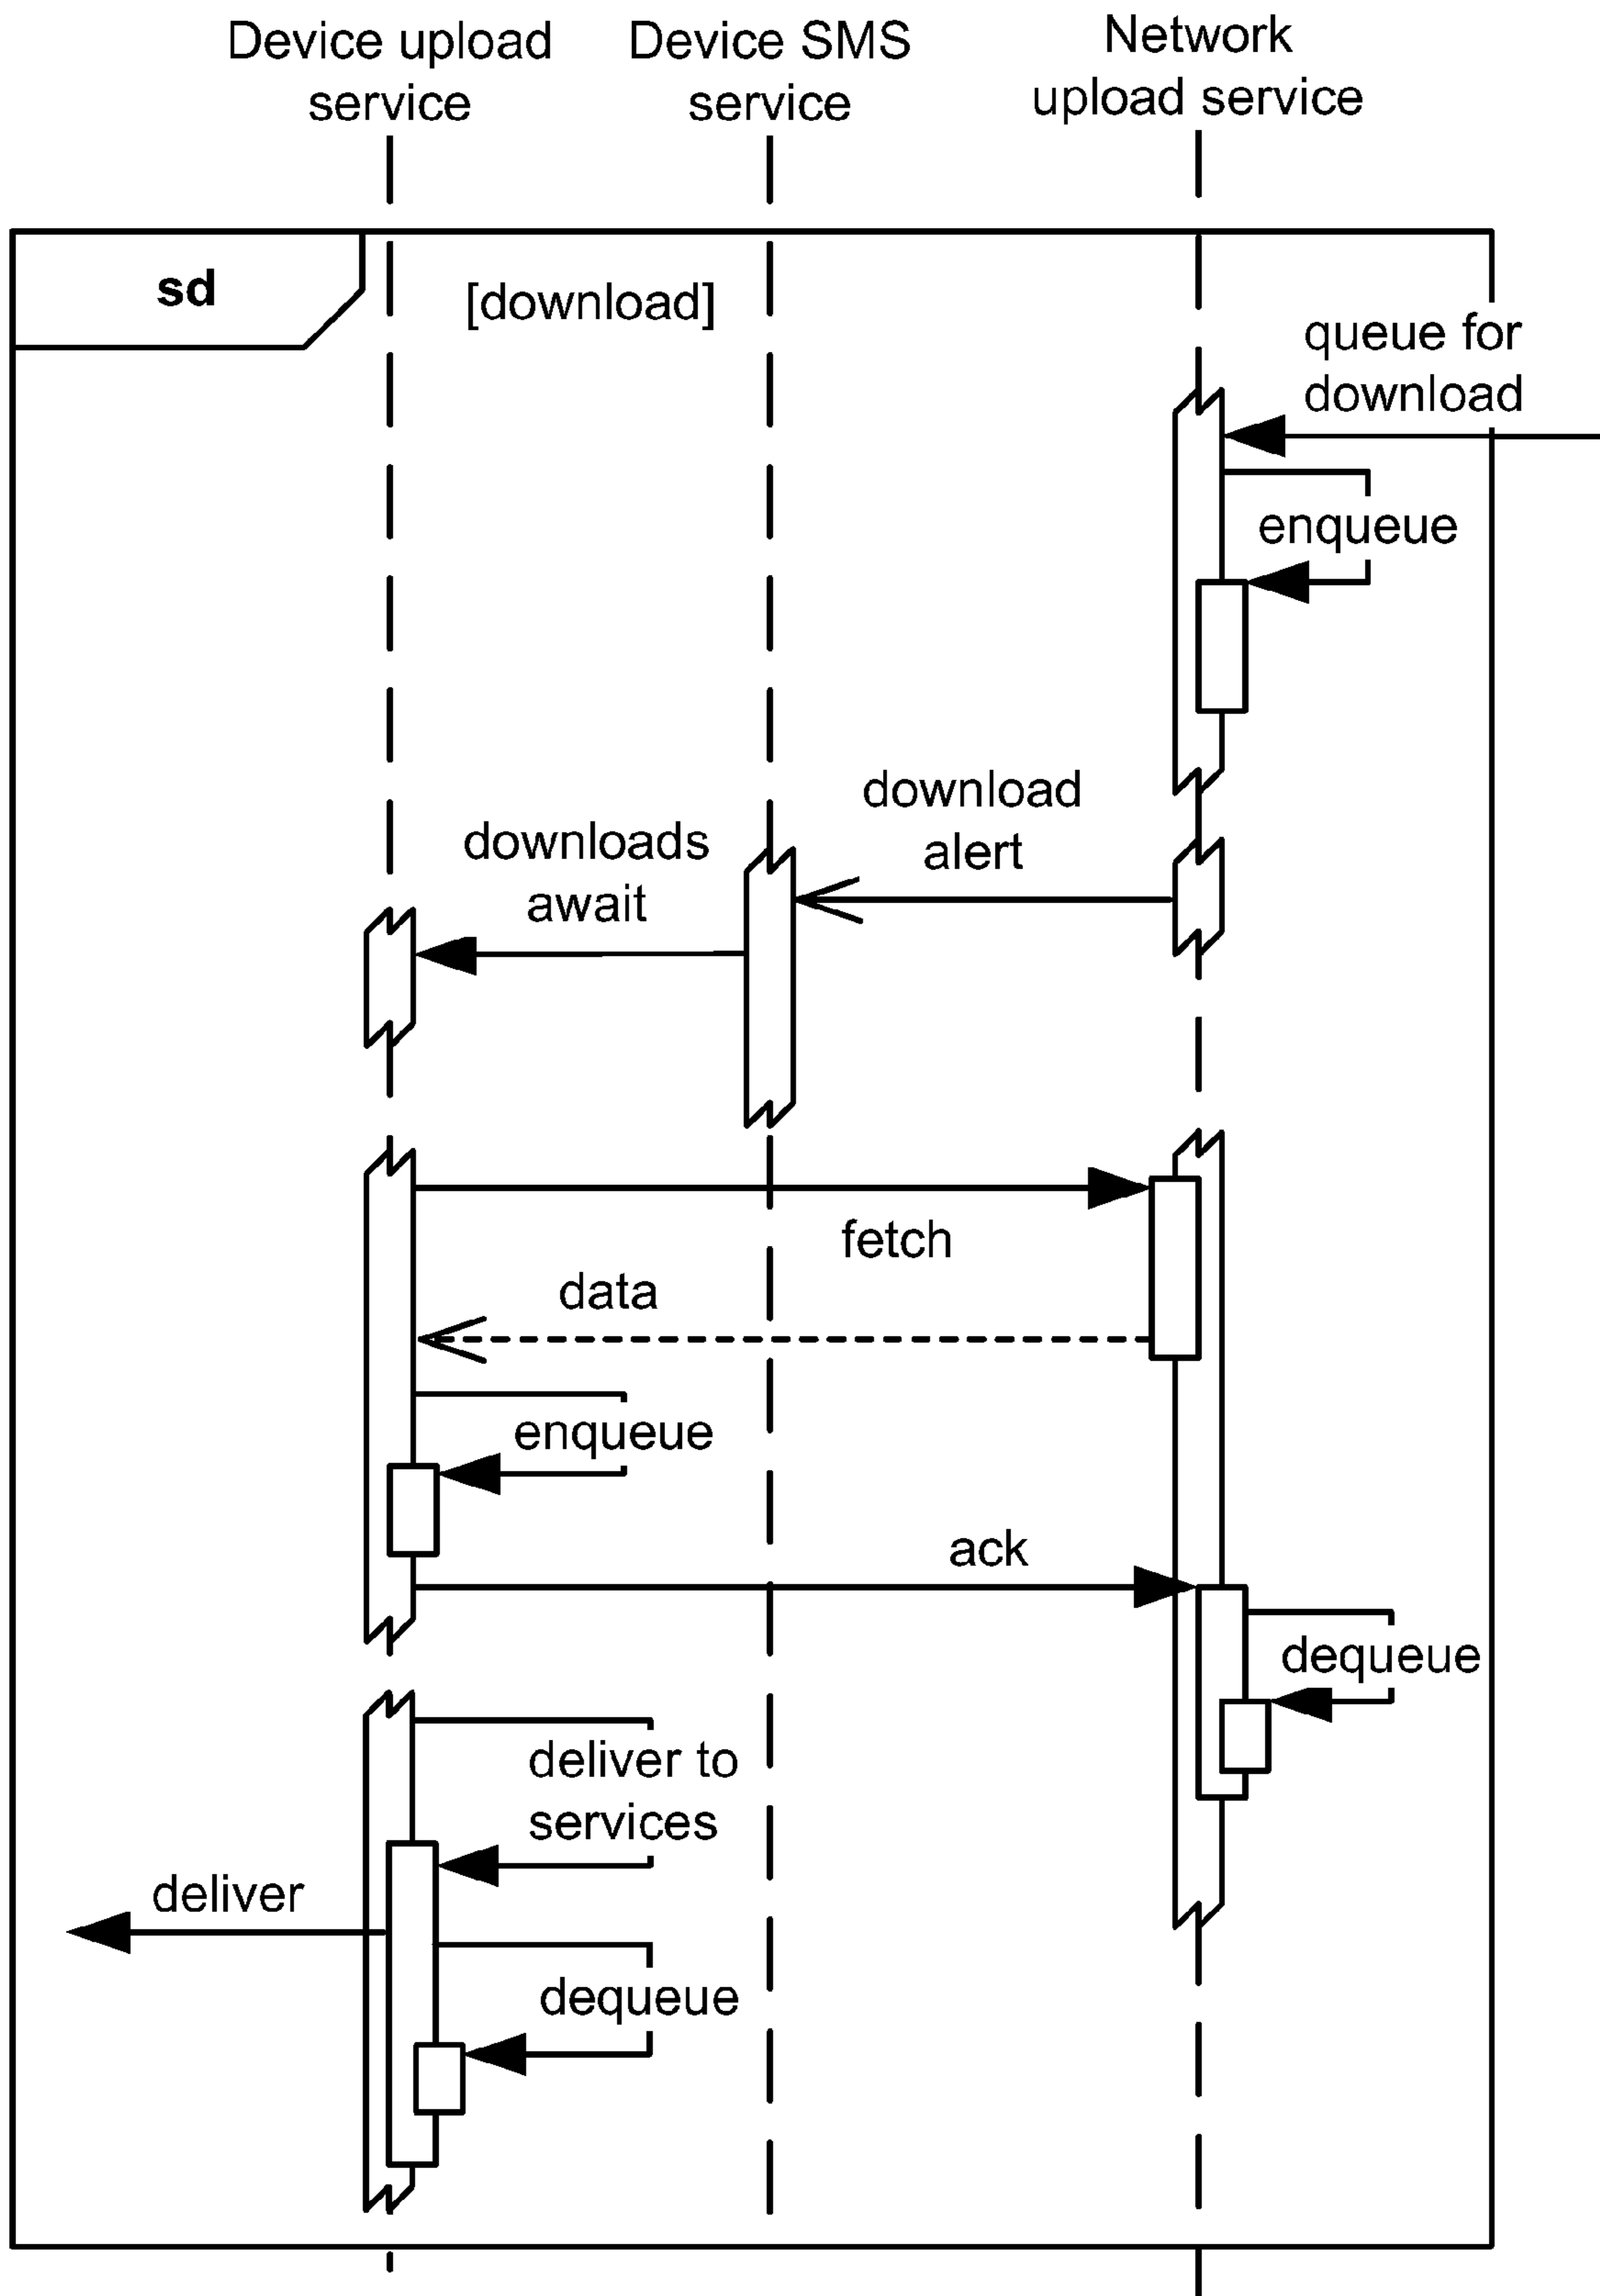 Device upload
service
Device SMS
service
Network
upload service
sd
[download]
queue for
download
enqueue
download
alert
downloads
await
fetch
data
enqueue
ack
dequeue
deliver to
services
deliver
dequeue